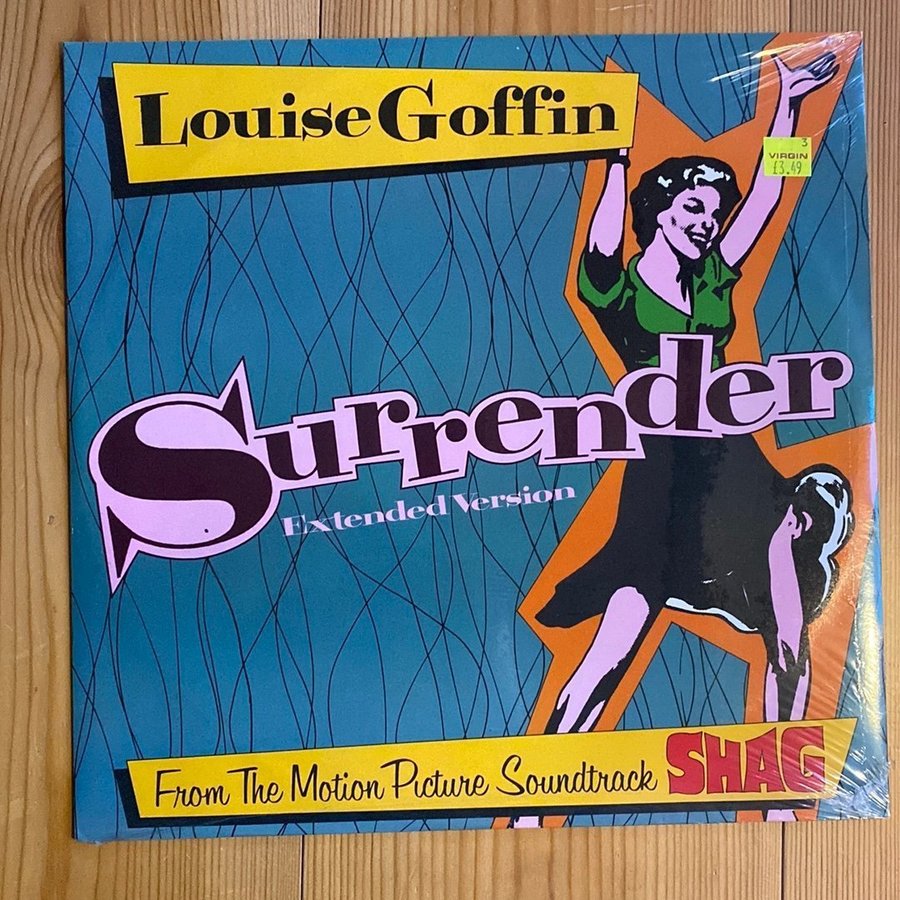 Louise Goffin
3
VIRGIN
£3.49
Surrender
Extended Version
From The Motion Picture Soundtrack SHAG